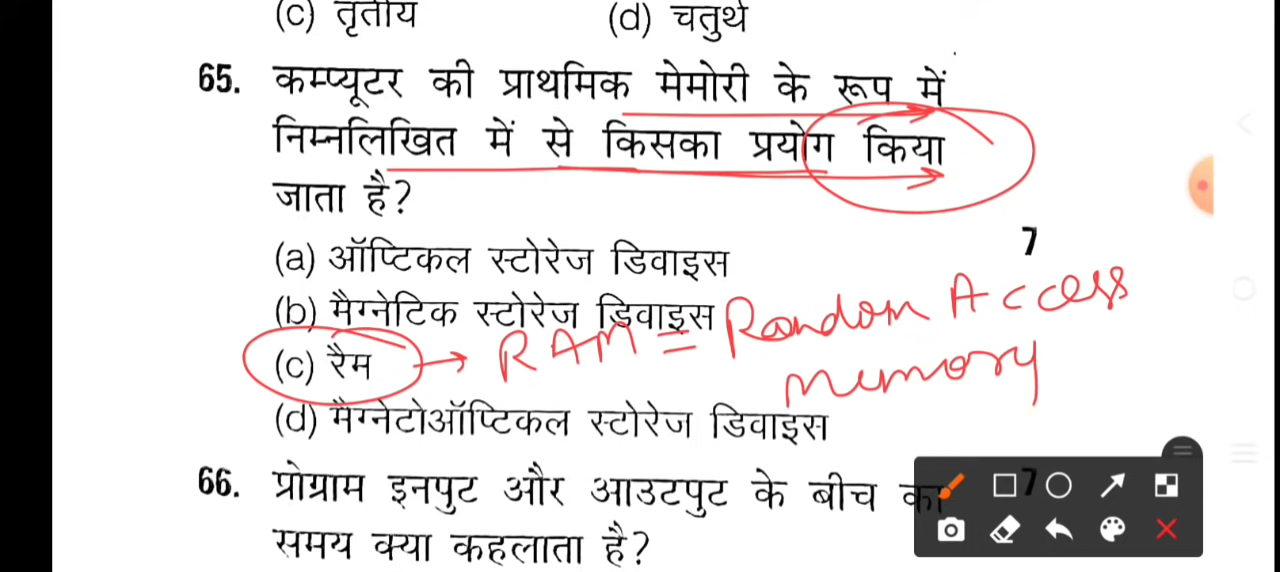 (c) तृतीय (d) चतुर्थ
65. कम्प्यूटर की प्राथमिक मेमोरी के रूप में
निम्नलिखित में से किसका प्रयोग किया
जाता है?
7
(a) ऑप्टिकल स्टोरेज डिवाइस
(b) मैग्नेटिक स्टोरेज डिवाइस
(c) रैम → RAM = Random Access
memory
(d) मैग्नेटोऑप्टिकल स्टोरेज डिवाइस
66. प्रोग्राम इनपुट और आउटपुट के बीच का 7
समय क्या कहलाता है?